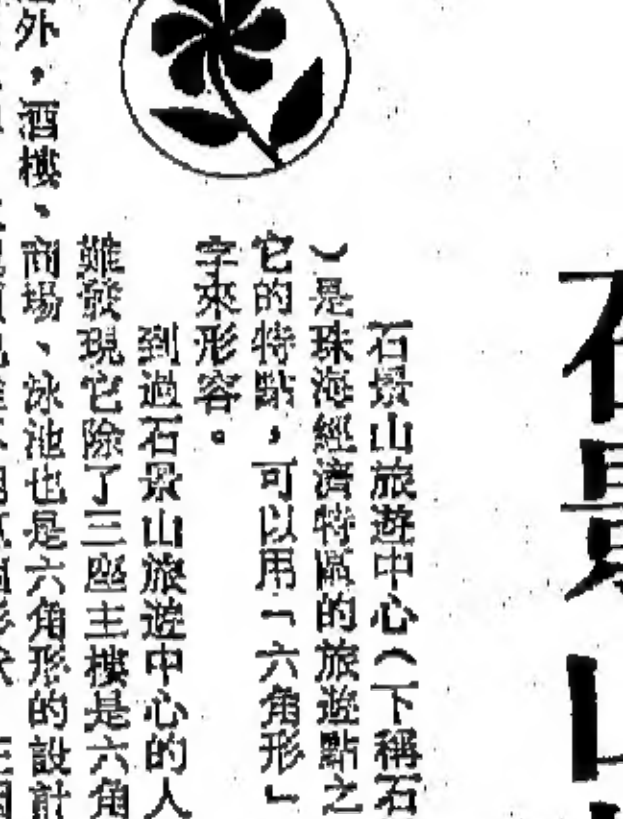 石景山
石景山旅遊中心(下稱石
)是珠海經濟特區的旅遊點之
它的特點,可以用「六角形」
字來形容。
到過石景山旅遊中心的人
難發現它除了三座主樓是六角
外,酒樓、商場、泳池也是六角形的設計